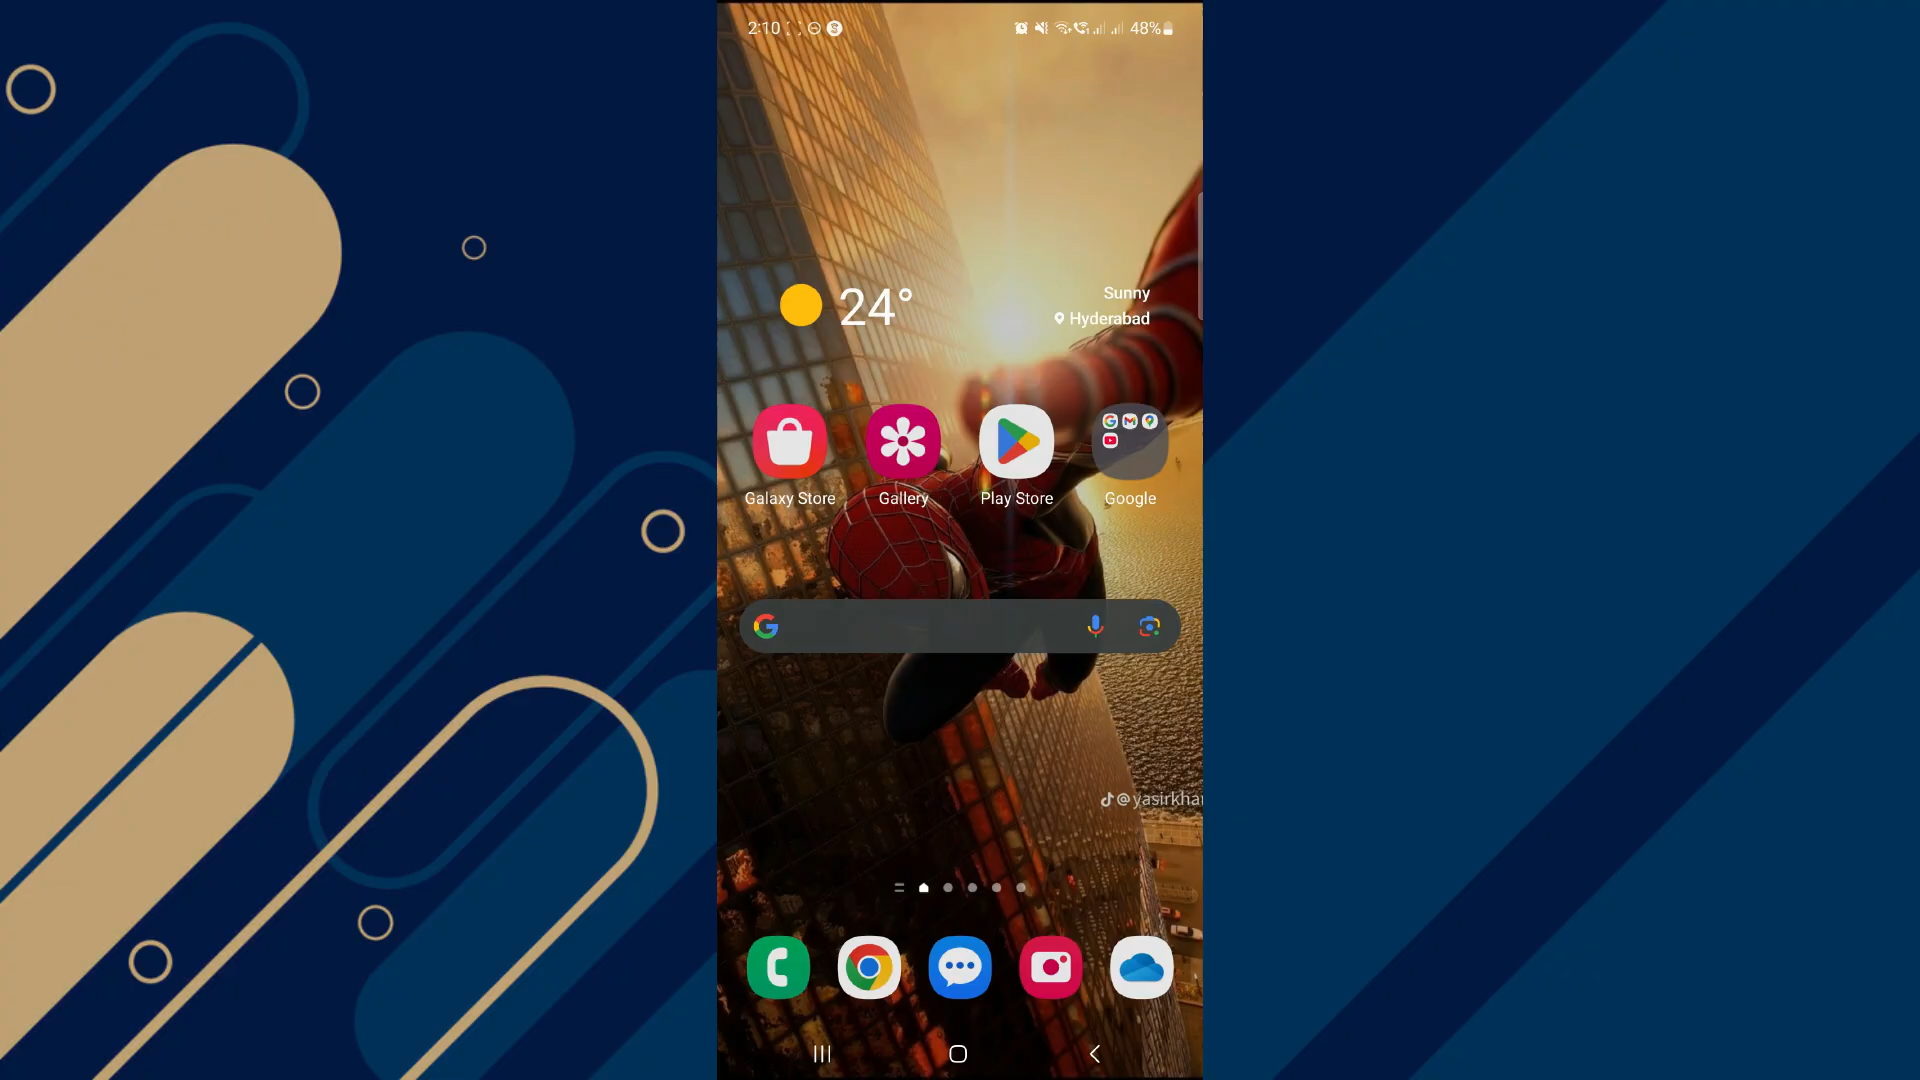 2:10
48%
24°
Sunny
Hyderabad
Galaxy Store
Gallery
Play Store
Google
@yasirkha